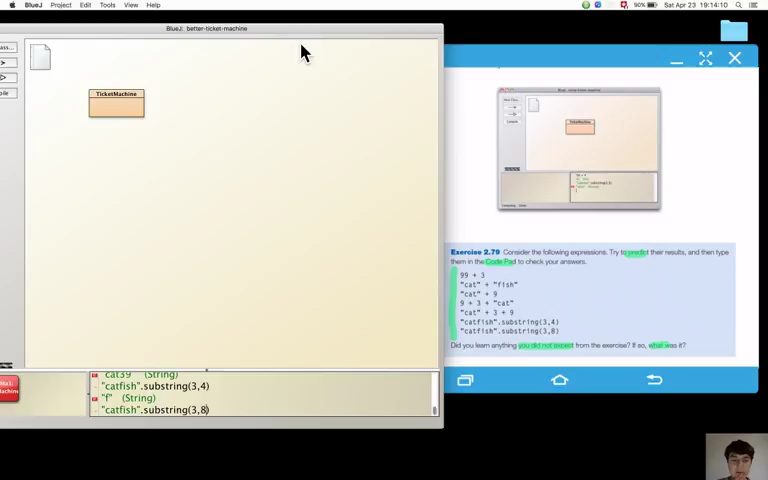 BlueJ Project Edit Tools View Help
90% Sat Apr 23 19:14:10
BlueJ: better-ticket-machine
TicketMachine
cat39" (String)
"catfish".substring(3,4)
"f" (String)
"catfish".substring(3,8)
TicketMachine
Exercise 2.79 Consider the following expressions. Try to predict their results, and then type
them in the Code Pad to check your answers.
99 + 3
"cat" + "fish"
"cat" + 9
9 + 3 + "cat"
"cat" + 3 + 9
"catfish".substring(3,4)
"catfish".substring(3,8)
Did you learn anything you did not expect from the exercise? If so, what was it?